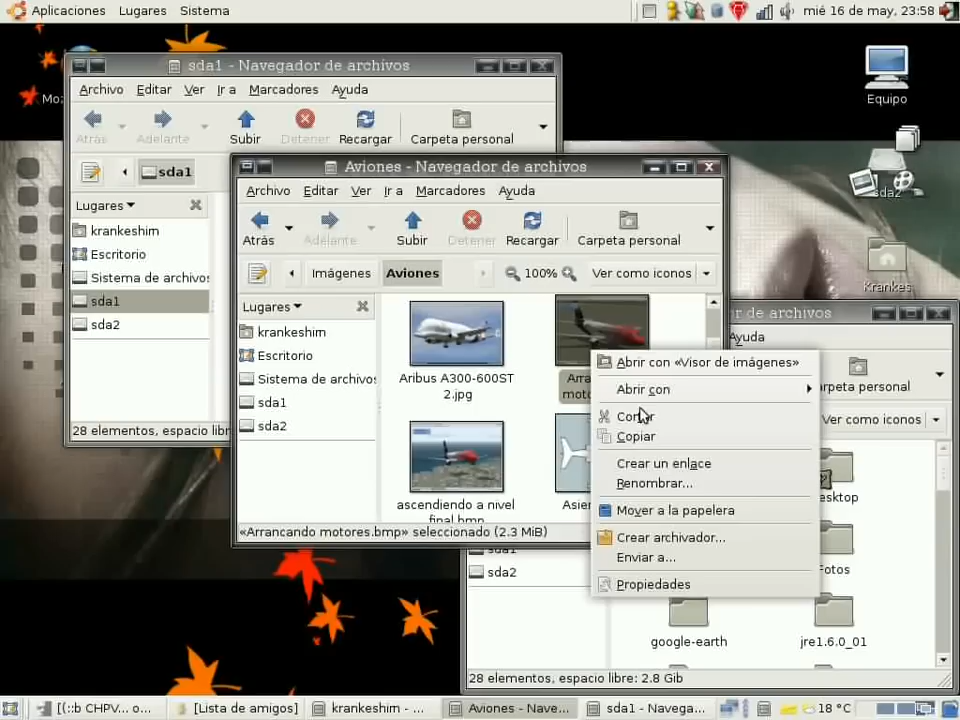 Aplicaciones Lugares Sistema
mié 16 de may, 23:58
sda1 - Navegador de archivos
Archivo Editar Ver Ir a Marcadores Ayuda
Atrás Adelante Subir Detener Recargar Carpeta personal
sda1
Lugares
krankeshim
Escritorio
Sistema de archivos
sda1
sda2
28 elementos, espacio libre:
Aviones - Navegador de archivos
Archivo Editar Ver Ir a Marcadores Ayuda
Atrás Adelante Subir Detener Recargar Carpeta personal
Imágenes Aviones 100% Ver como iconos
Lugares
krankeshim
Escritorio
Sistema de archivos
sda1
sda2
Aribus A300-600ST
2.jpg
ascendiendo a nivel
final.bmp
«Arrancando motores.bmp» seleccionado (2.3 MiB)
Abrir con «Visor de imágenes»
Abrir con
Cortar
Copiar
Crear un enlace
Renombrar...
Mover a la papelera
Crear archivador...
Enviar a...
Propiedades
Equipo
sda2
Krankes
de archivos
Ayuda
Ver como iconos
Fotos
google-earth
jre1.6.0_01
sda1
sda2
28 elementos, espacio libre: 2.8 Gib
[(::b CHPV... o...
[Lista de amigos]
krankeshim - ...
Aviones - Nave...
sda1 - Navega...
18 °C